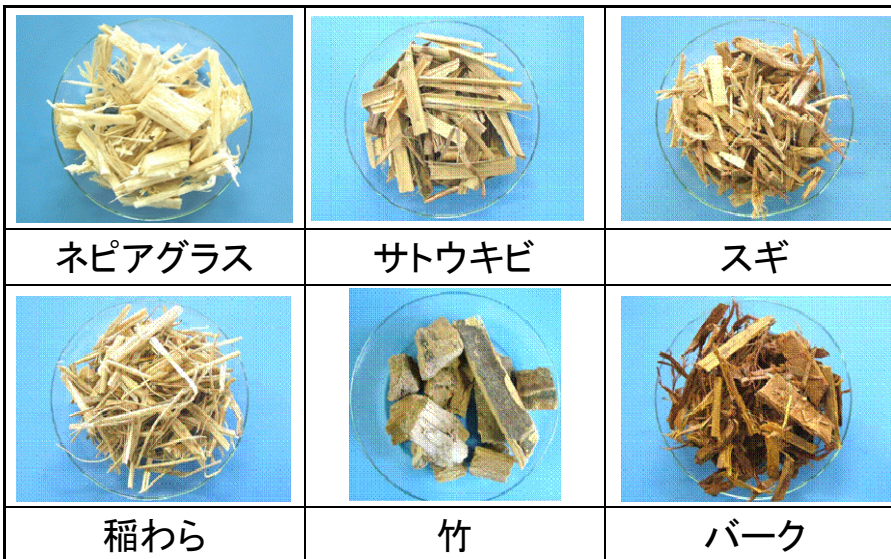 ネピアグラス
サトウキビ
スギ
稲わら
竹
バーク